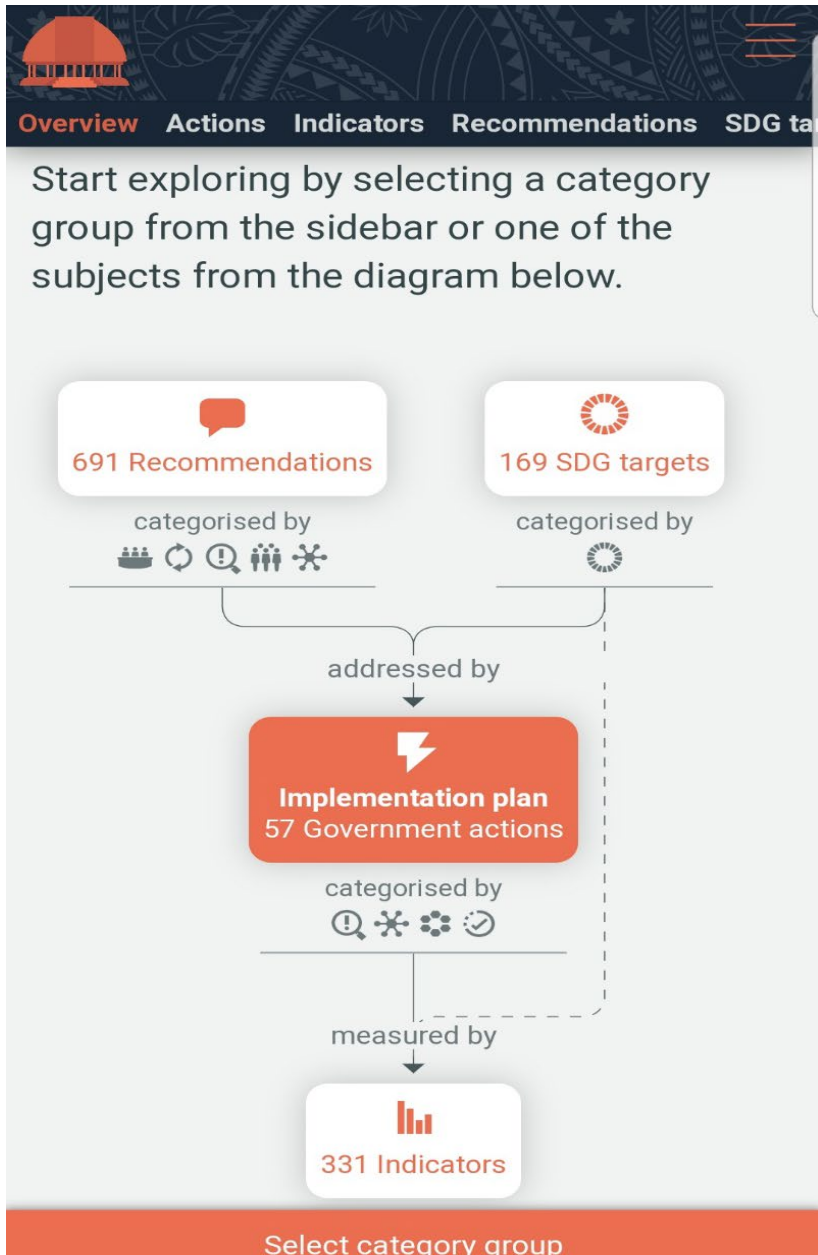 Overview Actions Indicators Recommendations SDG ta
Start exploring by selecting a category
group from the sidebar or one of the
subjects from the diagram below.
691 Recommendations
169 SDG targets
categorised by
categorised by
addressed by
Implementation plan
57 Government actions
categorised by
measured by
331 Indicators
Select category group